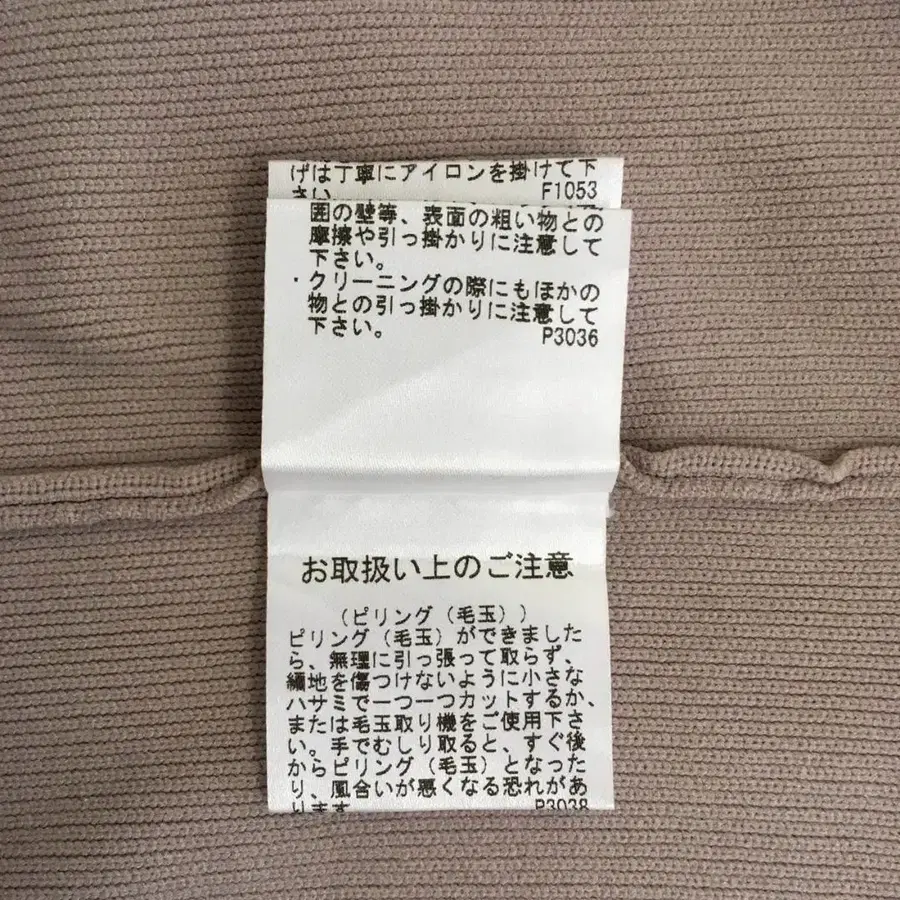 げは丁寧にアイロンを掛けて下
さい。 F1053
囲の壁等、表面の粗い物との
摩擦や引っ掛かりに注意して
下さい。
・クリーニングの際にもほかの
物との引っ掛かりに注意して
下さい。 P3036
お取扱い上のご注意
(ピリング(毛玉))
ピリング(毛玉)ができました
ら、無理に引っ張って取らず、
編地を傷つけないように小さな
ハサミで一つ一つカットするか、
または毛玉取り機をご使用下さ
い。手でむしり取ると、すぐ後
からピリング(毛玉)となった
り、風合いが悪くなる恐れがあ
ります P3038